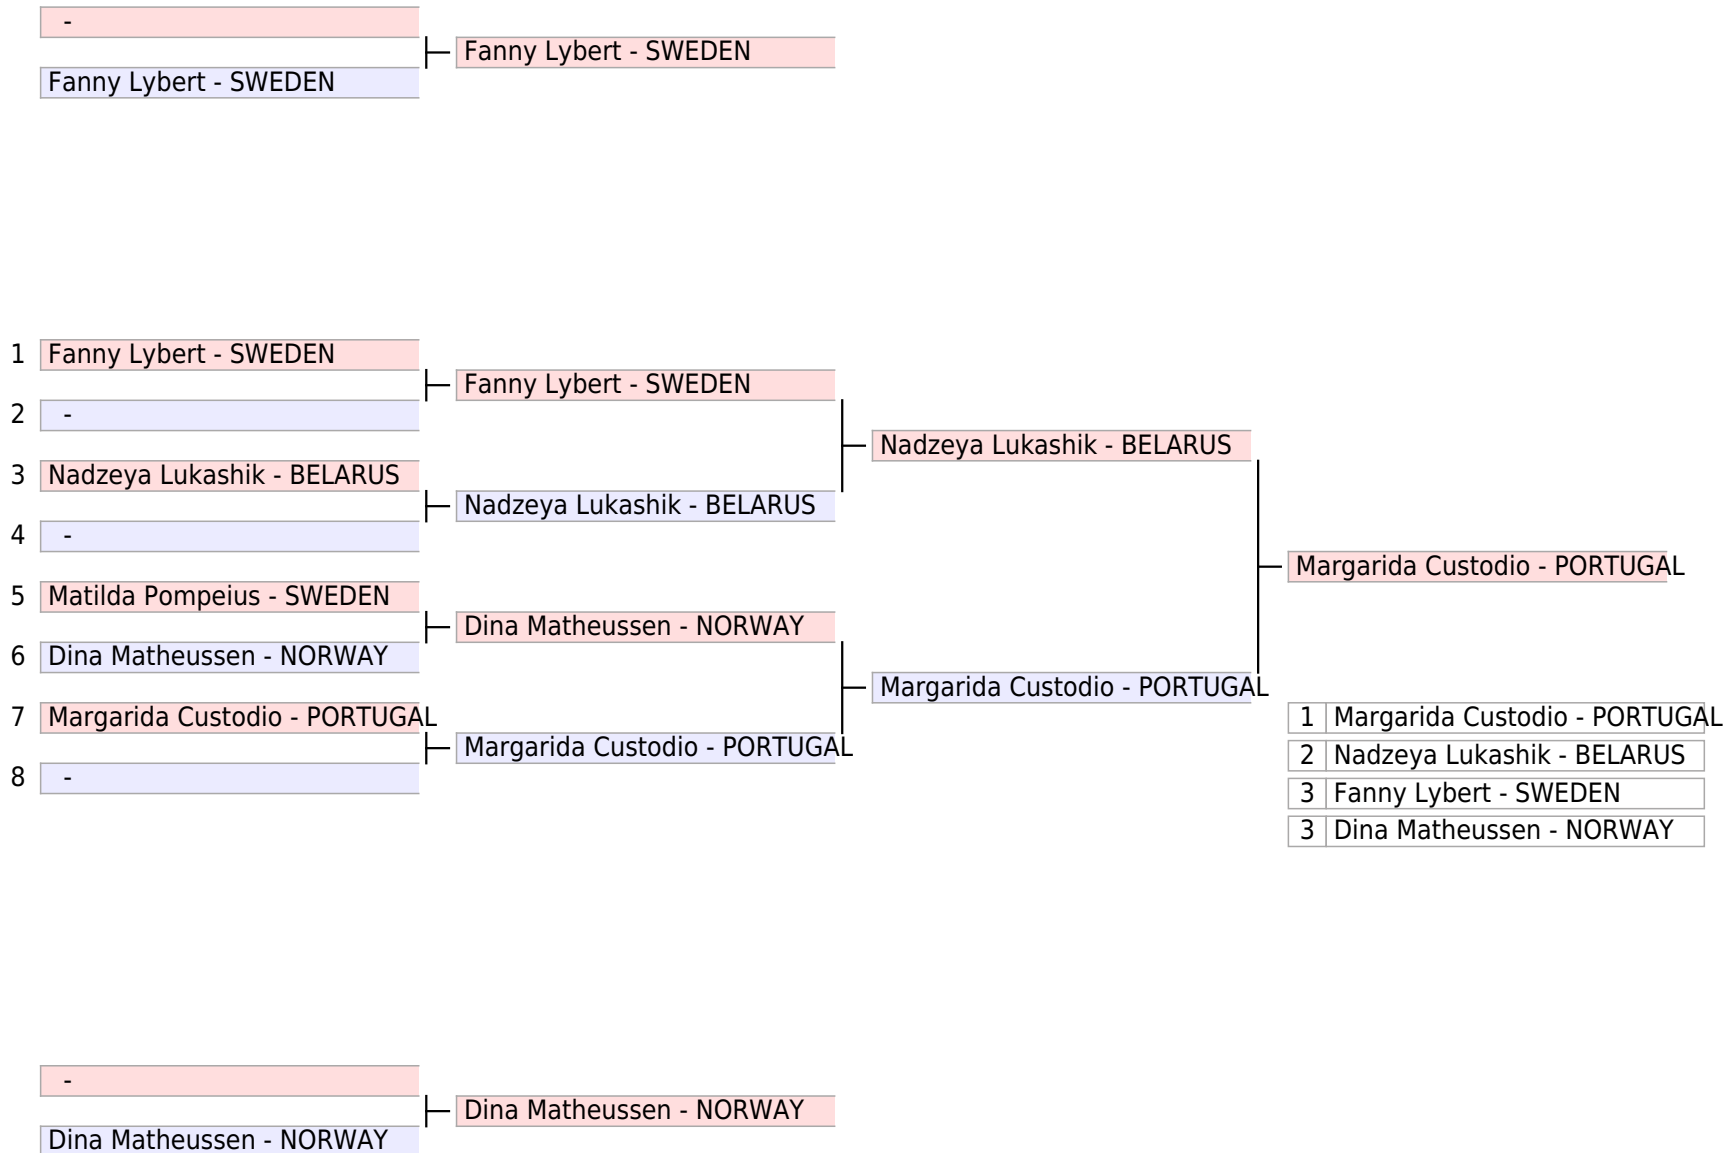 -
Fanny Lybert - SWEDEN
Fanny Lybert - SWEDEN
1 Fanny Lybert - SWEDEN
Fanny Lybert - SWEDEN
2 -
Nadzeya Lukashik - BELARUS
3 Nadzeya Lukashik - BELARUS
Nadzeya Lukashik - BELARUS
4 -
Margarida Custodio - PORTUGAL
5 Matilda Pompeius - SWEDEN
Dina Matheussen - NORWAY
6 Dina Matheussen - NORWAY
Margarida Custodio - PORTUGAL
7 Margarida Custodio - PORTUGAL
Margarida Custodio - PORTUGAL
8 -
1 Margarida Custodio - PORTUGAL
2 Nadzeya Lukashik - BELARUS
3 Fanny Lybert - SWEDEN
3 Dina Matheussen - NORWAY
-
Dina Matheussen - NORWAY
Dina Matheussen - NORWAY